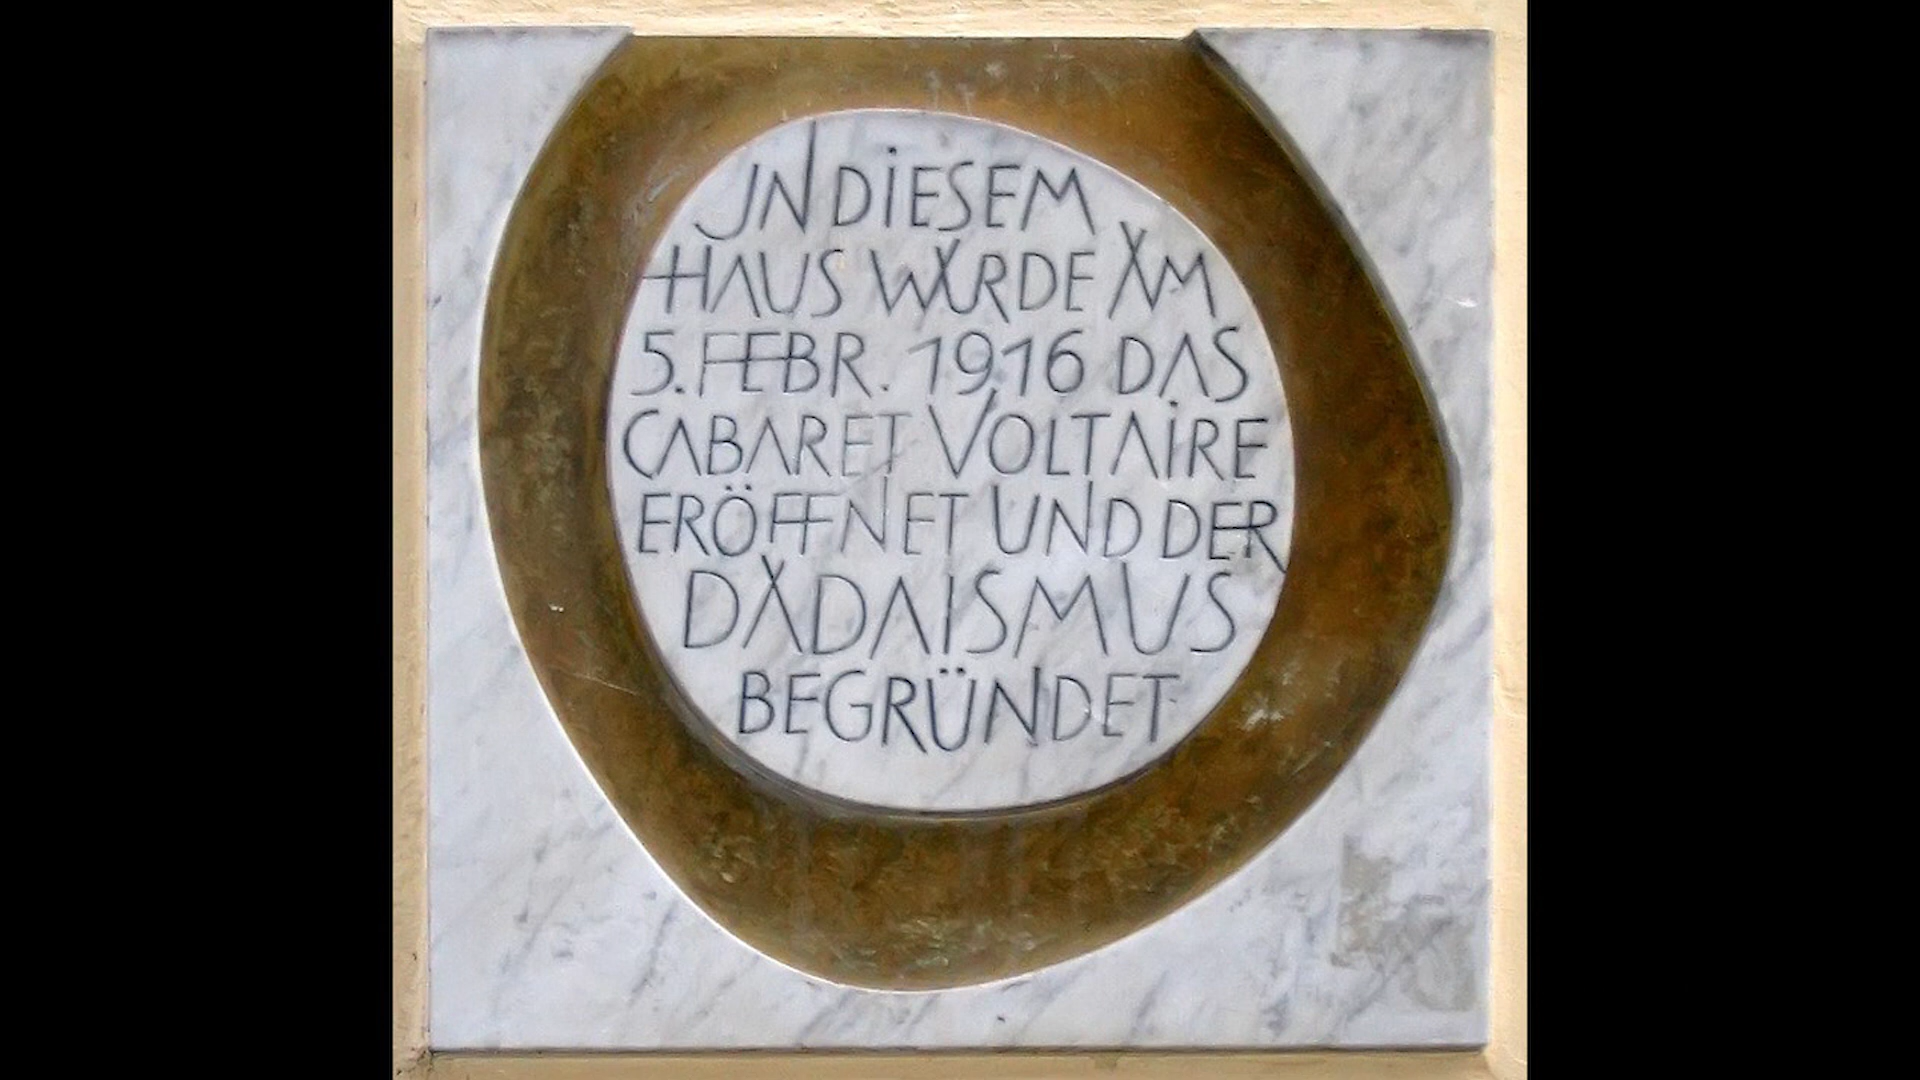 JN DIESEM
HAUS WURDE AM
5. FEBR. 1916 DAS
CABARET VOLTAIRE
ERÖFFNET UND DER
DADAISMUS
BEGRÜNDET